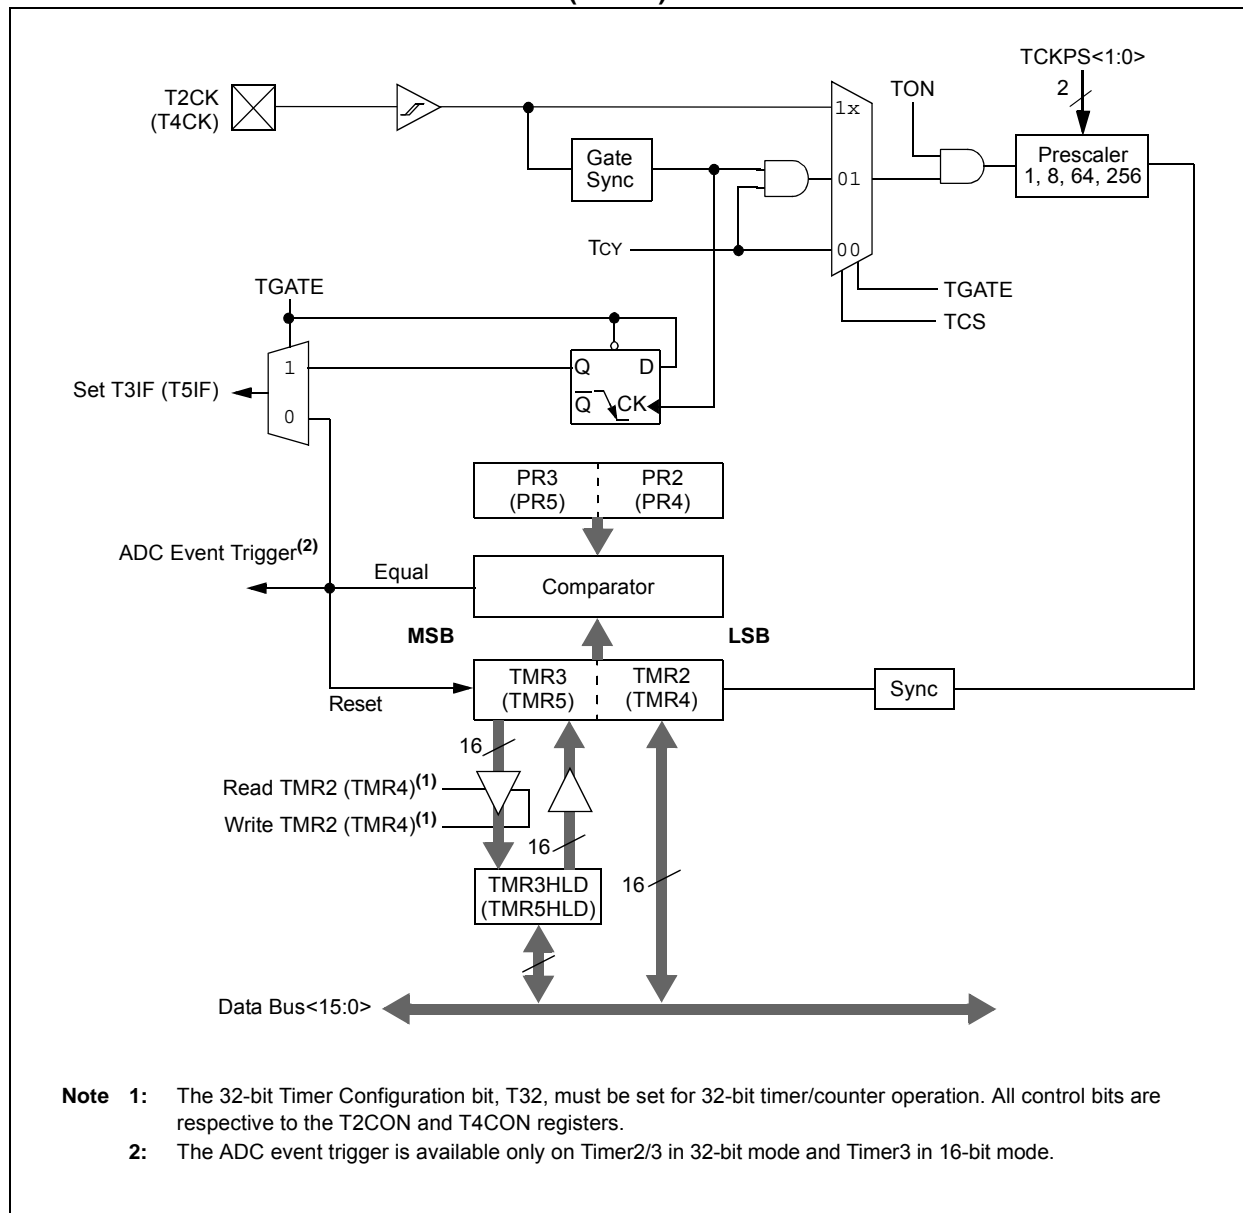 TCKPS<1:0>
2
T2CK
(T4CK)
TON
1x
Gate
Sync
Prescaler
1, 8, 64, 256
01
TCY
00
TGATE
TGATE
TCS
1
Q D
Set T3IF (T5IF)
0
Q CK
PR3 PR2
(PR5) (PR4)
ADC Event Trigger(2)
Equal
Comparator
MSB LSB
TMR3 TMR2
(TMR5) (TMR4)
Sync
Reset
16
Read TMR2 (TMR4)(1)
Write TMR2 (TMR4)(1)
16
TMR3HLD
(TMR5HLD)
16
Data Bus<15:0>
Note 1: The 32-bit Timer Configuration bit, T32, must be set for 32-bit timer/counter operation. All control bits are
respective to the T2CON and T4CON registers.
2: The ADC event trigger is available only on Timer2/3 in 32-bit mode and Timer3 in 16-bit mode.